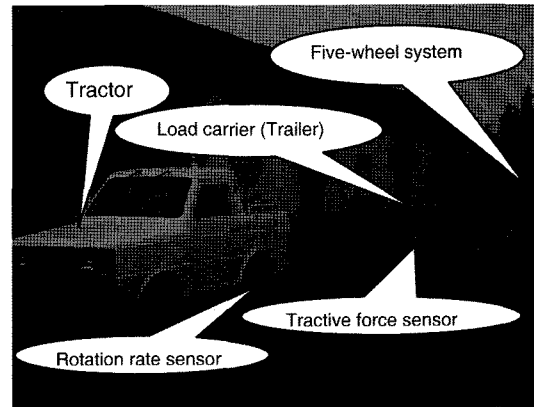 Five-wheel system
Tractor
Load carrier (Trailer)
Tractive force sensor
Rotation rate sensor